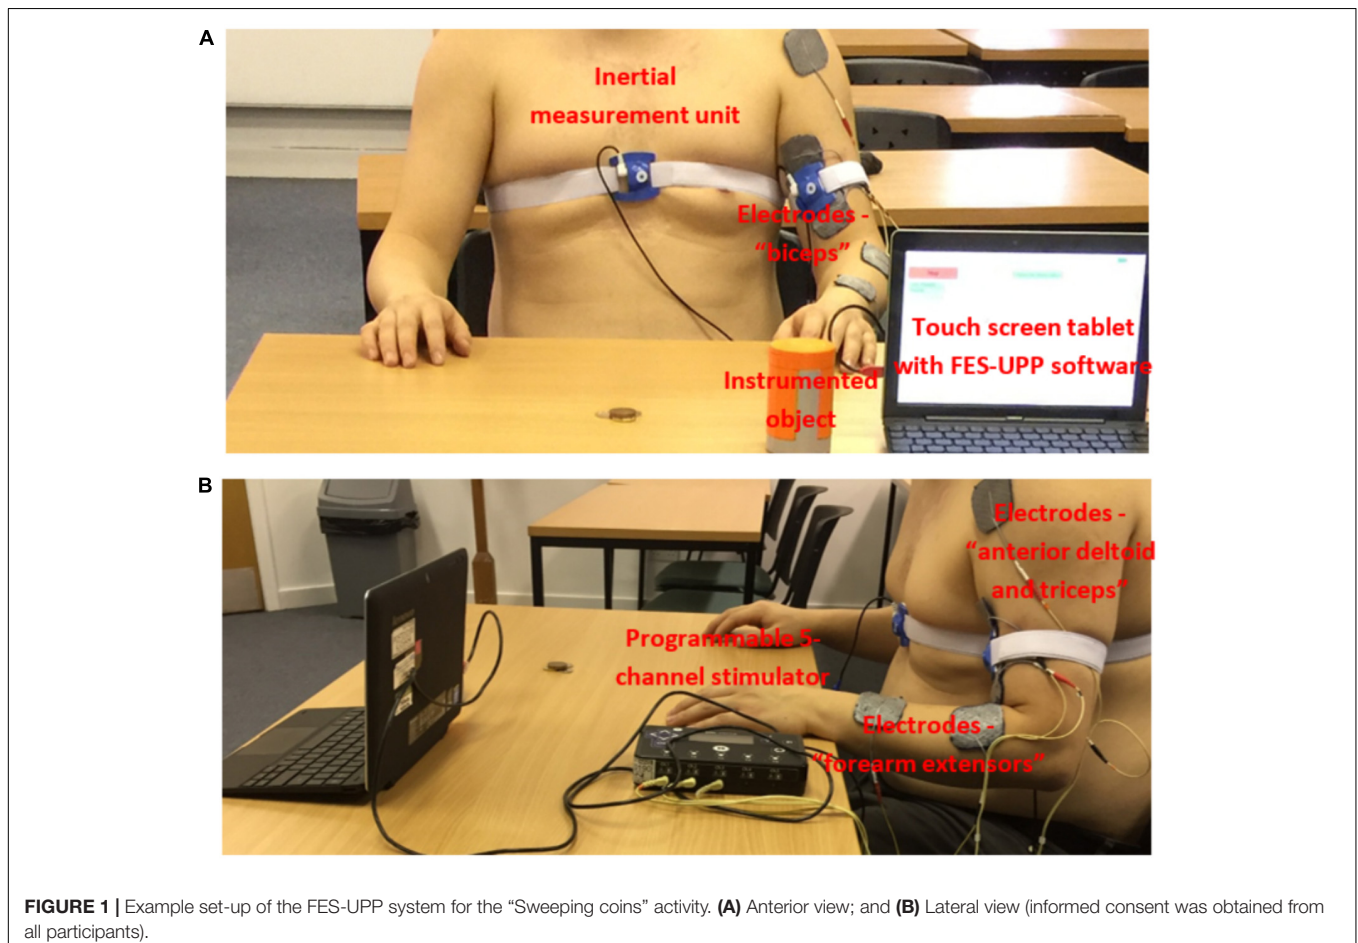 A
Inertial
measurement unit
Electrodes -
“biceps”
Touch screen tablet
with FES-UPP software
Instrumented
object
B
Electrodes -
“anterior deltoid
and triceps”
Programmable 5-
channel stimulator
Electrodes -
“forearm extensors”
FIGURE 1 | Example set-up of the FES-UPP system for the “Sweeping coins” activity. (A) Anterior view; and (B) Lateral view (informed consent was obtained from
all participants).